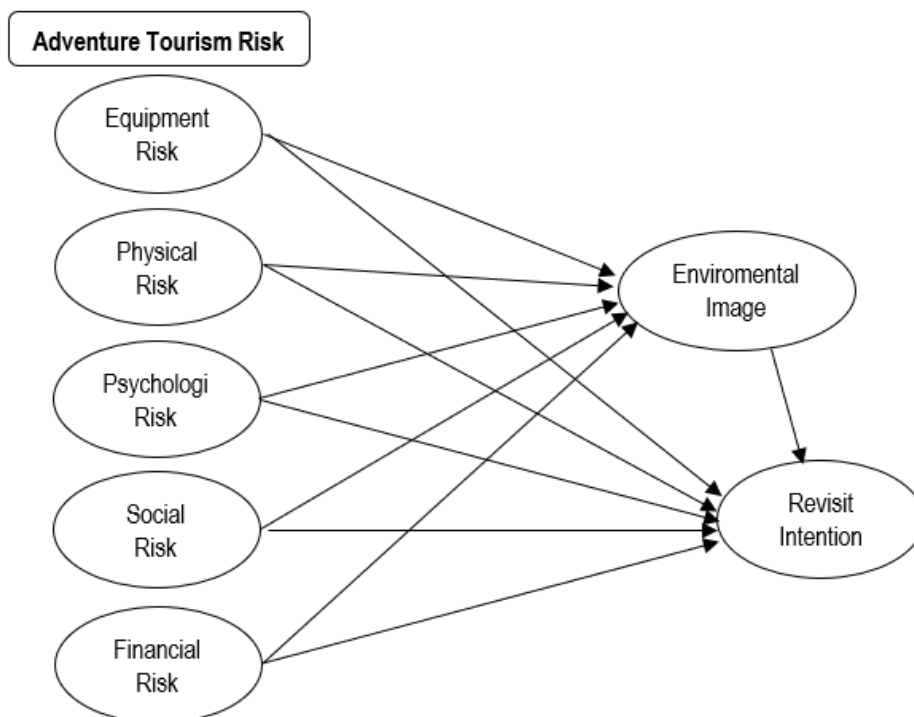 Adventure Tourism Risk
Equipment
Risk
Physical
Risk
Psychologi
Risk
Social
Risk
Financial
Risk
Enviromental
Image
Revisit
Intention